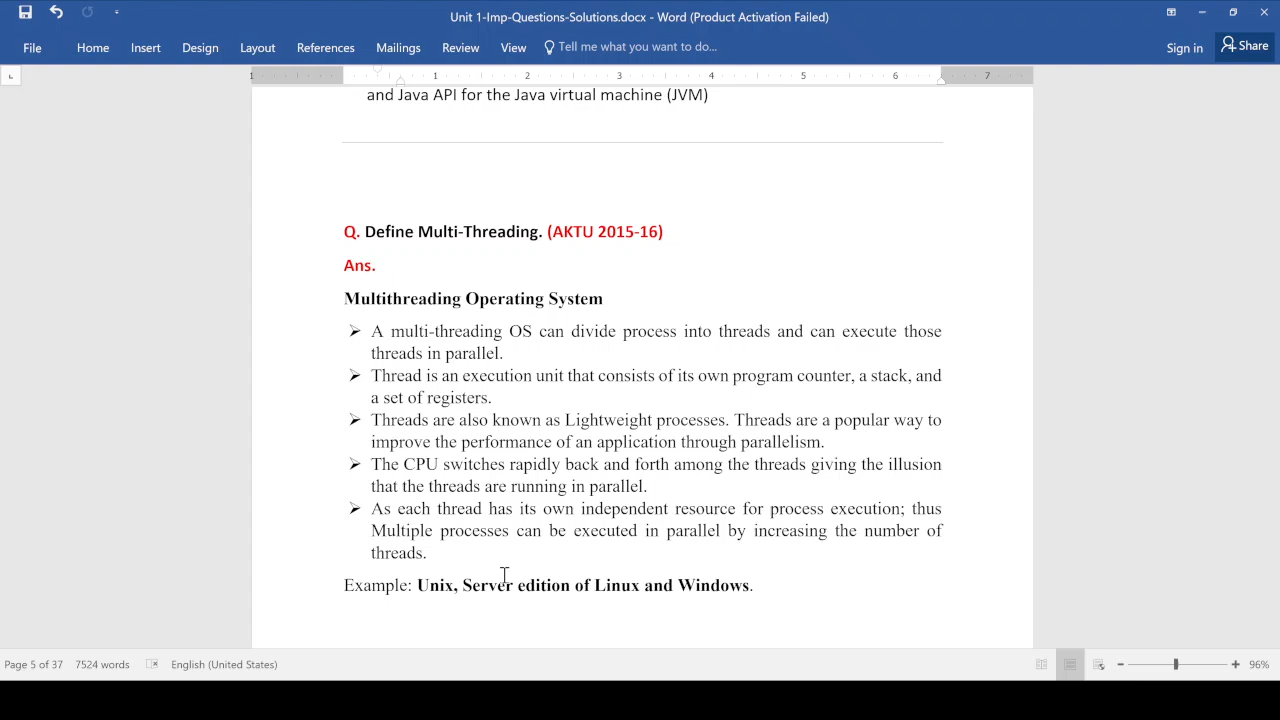 Unit 1-Imp-Questions-Solutions.docx - Word (Product Activation Failed)
File Home Insert Design Layout References Mailings Review View Tell me what you want to do... Sign in Share
1 1 2 3 4 5 6 7
and Java API for the Java virtual machine (JVM)
Q. Define Multi-Threading. (AKTU 2015-16)
Ans.
Multithreading Operating System
➢ A multi-threading OS can divide process into threads and can execute those
threads in parallel.
➢ Thread is an execution unit that consists of its own program counter, a stack, and
a set of registers.
➢ Threads are also known as Lightweight processes. Threads are a popular way to
improve the performance of an application through parallelism.
➢ The CPU switches rapidly back and forth among the threads giving the illusion
that the threads are running in parallel.
➢ As each thread has its own independent resource for process execution; thus
Multiple processes can be executed in parallel by increasing the number of
threads.
Example: Unix, Server edition of Linux and Windows.
Page 5 of 37 7524 words English (United States) 96%